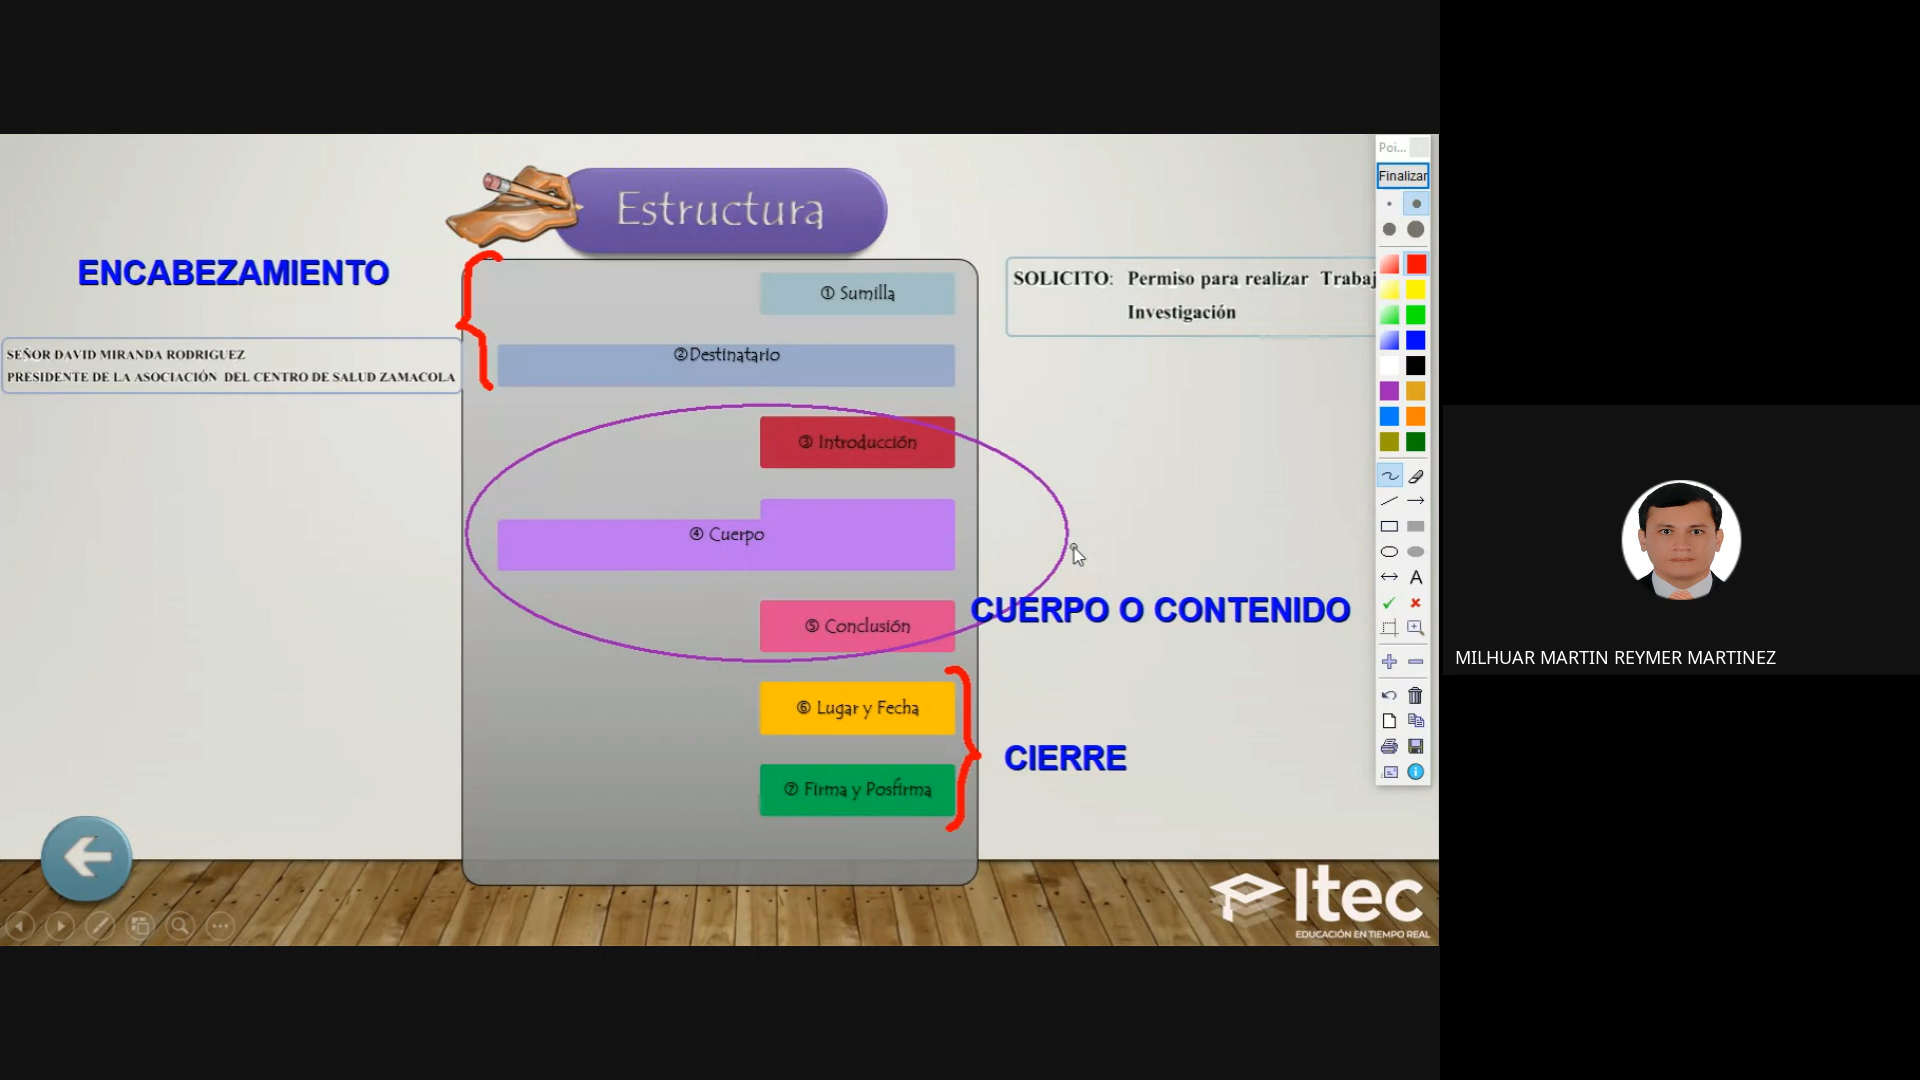 Estructura
ENCABEZAMIENTO
① Sumilla
SOLICITO: Permiso para realizar Trabaj
Investigación
②Destinatario
SEÑOR DAVID MIRANDA RODRIGUEZ
PRESIDENTE DE LA ASOCIACIÓN DEL CENTRO DE SALUD ZAMACOLA
③ Introducción
④ Cuerpo
CUERPO O CONTENIDO
⑤ Conclusión
⑥ Lugar y Fecha
CIERRE
⑦ Firma y Posfirma
Itec
EDUCACIÓN EN TIEMPO REAL
Poi...
Finalizar
A
MILHUAR MARTIN REYMER MARTINEZ